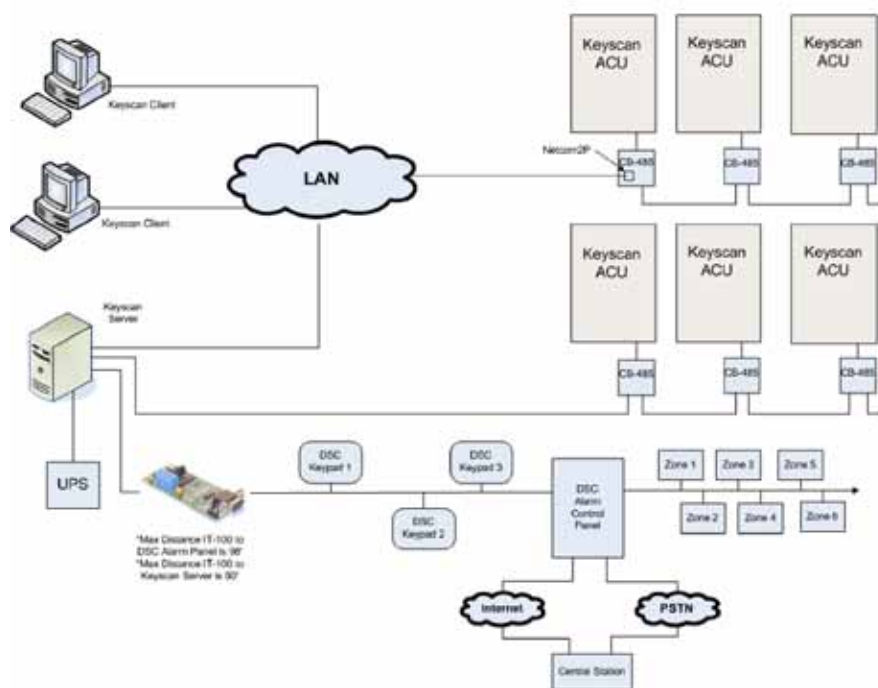 Keyscan
ACU
Keyscan
ACU
Keyscan
ACU
Keyscan Client
Netcom2P
CB-485
CB-485
CB-485
LAN
Keyscan Client
Keyscan
ACU
Keyscan
ACU
Keyscan
ACU
Keyscan
Server
CB-485
CB-485
CB-485
UPS
DSC
Keypad 1
DSC
Keypad 3
DSC
Keypad 2
DSC
Alarm
Control
Panel
Zone 1
Zone 3
Zone 5
Zone 2
Zone 4
Zone 6
*Max Distance IT-100 to
DSC Alarm Panel is
*Max Distance IT-100 to
Keyscan Server is
Internet
PSTN
Central Station